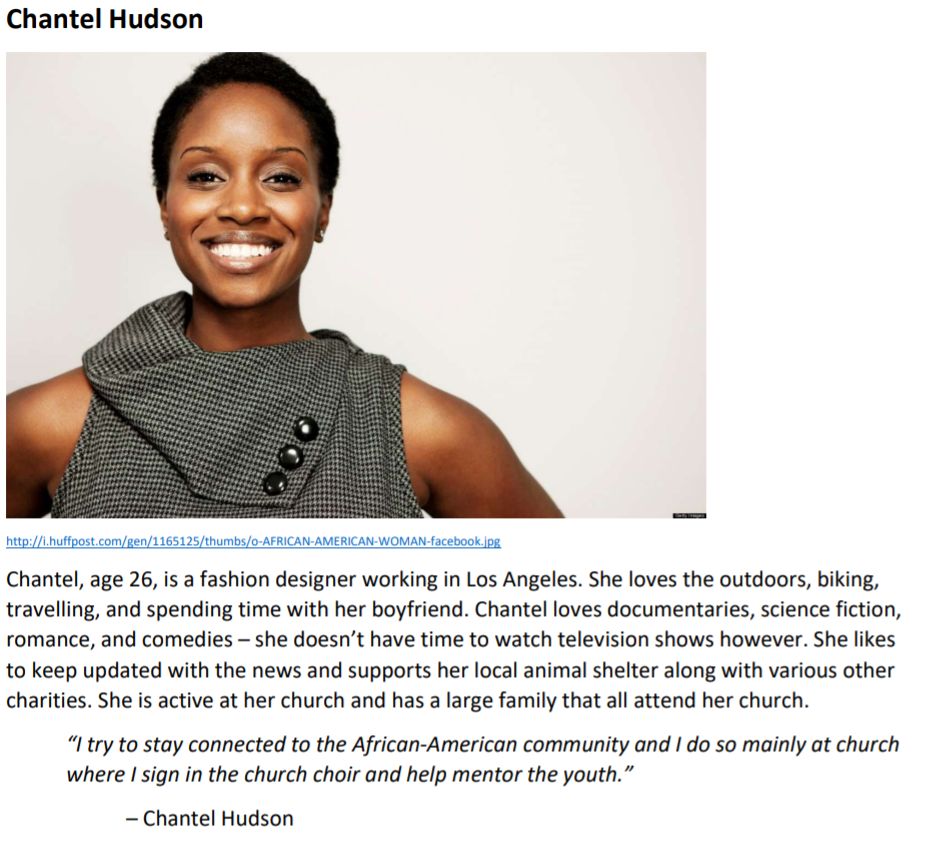 Chantel Hudson
Getty Images
http://i.huffpost.com/gen/1165125/thumbs/o-AFRICAN-AMERICAN-WOMAN-facebook.jpg
Chantel, age 26, is a fashion designer working in Los Angeles. She loves the outdoors, biking,
travelling, and spending time with her boyfriend. Chantel loves documentaries, science fiction,
romance, and comedies – she doesn’t have time to watch television shows however. She likes
to keep updated with the news and supports her local animal shelter along with various other
charities. She is active at her church and has a large family that all attend her church.
“I try to stay connected to the African-American community and I do so mainly at church
where I sign in the church choir and help mentor the youth.”
– Chantel Hudson